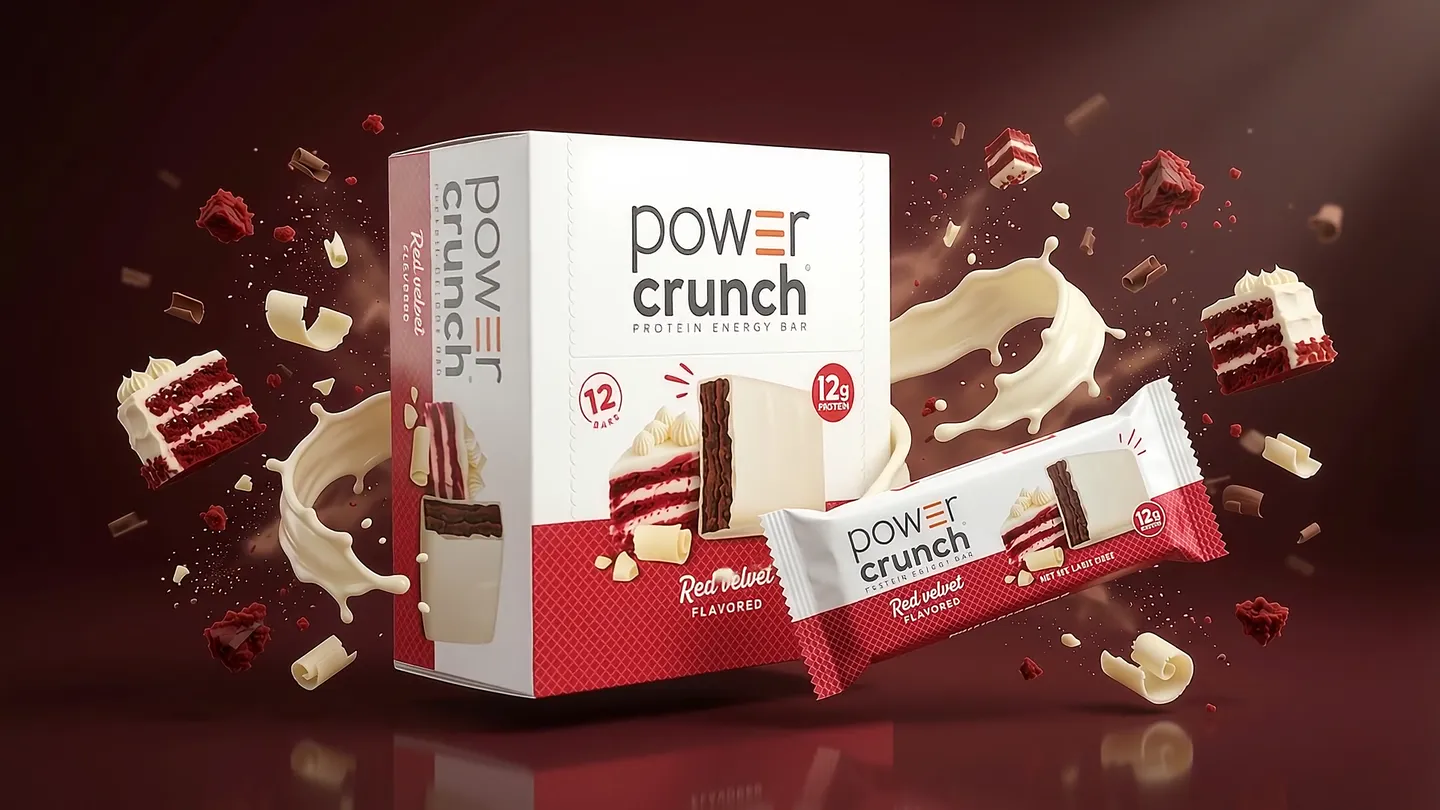 Red velvet
power
crunch
power
crunch
PROTEIN ENERGY BAR
12
BARS
12g
PROTEIN
Red velvet
FLAVORED
power
crunch
12g
Red velvet
FLAVORED